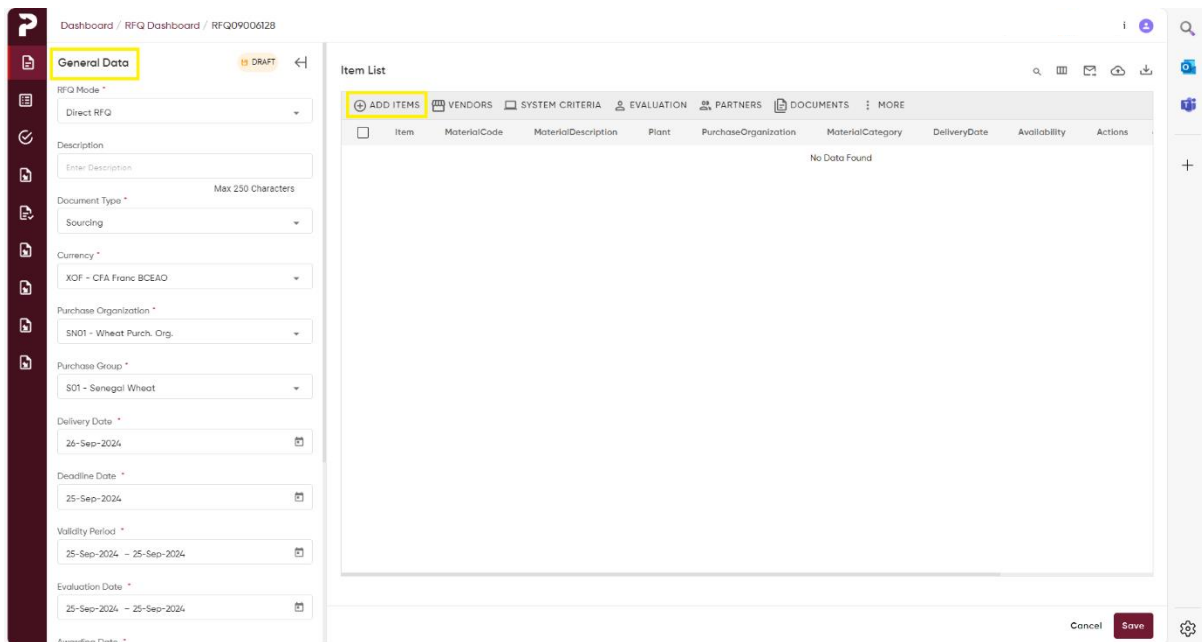 Dashboard / RFQ Dashboard / RFQ09006128
i
General Data
DRAFT
RFQ Mode *
Direct RFQ
Description
Enter Description
Max 250 Characters
Document Type *
Sourcing
Currency *
XOF - CFA Franc BCEAO
Purchase Organization *
SN01 - Wheat Purch. Org.
Purchase Group *
S01 - Senegal Wheat
Delivery Date *
26-Sep-2024
Deadline Date *
25-Sep-2024
Validity Period *
25-Sep-2024 - 25-Sep-2024
Evaluation Date *
25-Sep-2024 - 25-Sep-2024
Awarding Date *
Item List
ADD ITEMS VENDORS SYSTEM CRITERIA EVALUATION PARTNERS DOCUMENTS MORE
Item MaterialCode MaterialDescription Plant PurchaseOrganization MaterialCategory DeliveryDate Availability Actions
No Data Found
Cancel Save